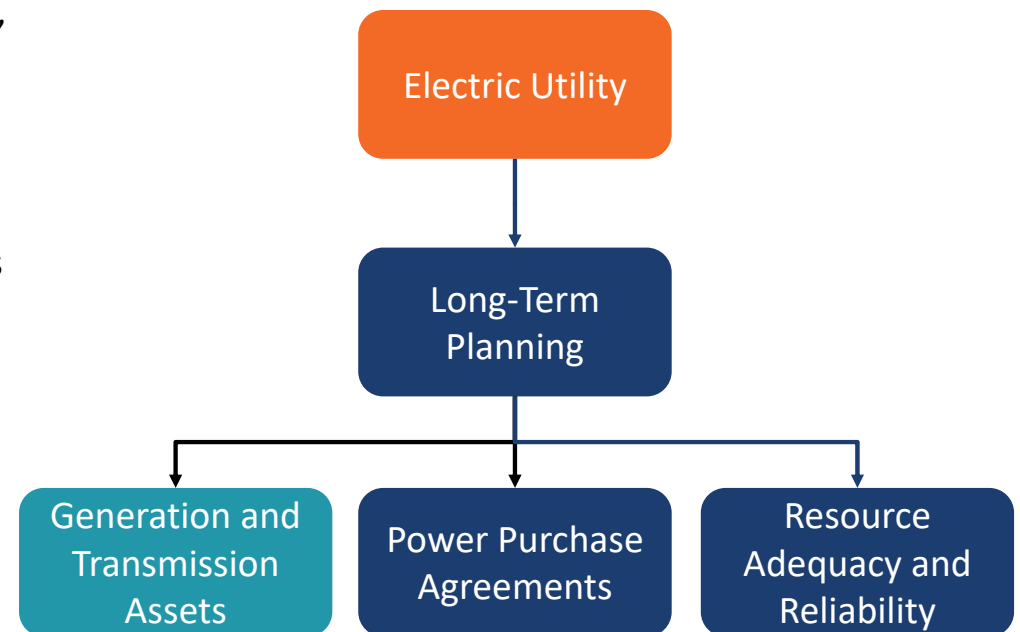 Electric Utility
Long-Term
Planning
Generation and
Transmission
Assets
Power Purchase
Agreements
Resource
Adequacy and
Reliability